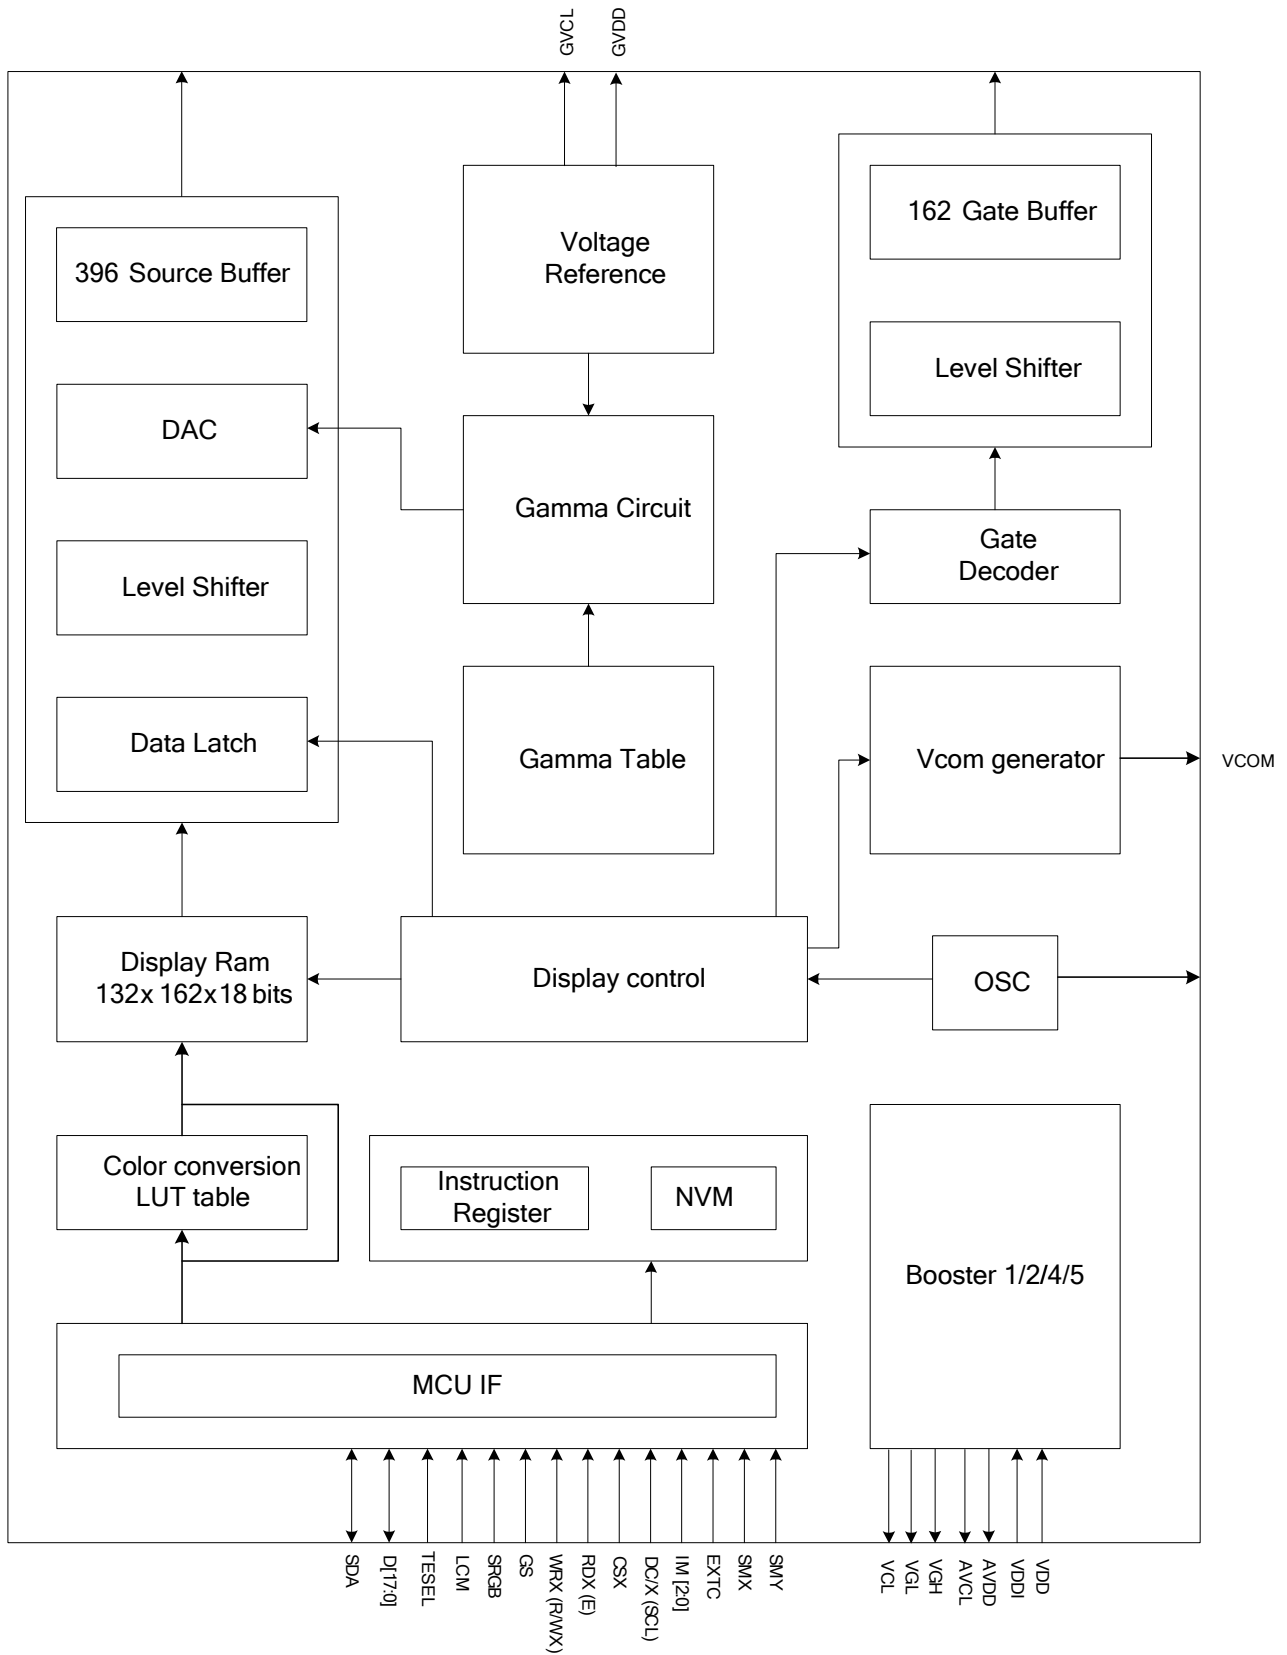 GVCL
GVDD
396 Source Buffer
DAC
Level Shifter
Data Latch
Voltage
Reference
Gamma Circuit
Gamma Table
162 Gate Buffer
Level Shifter
Gate
Decoder
Vcom generator
VCOM
Display Ram
132x 162x18 bits
Display control
OSC
Color conversion
LUT table
Instruction
Register
NVM
Booster 1/2/4/5
MCU IF
SDA
D[17:0]
TESEL
LCM
SRGB
GS
WRX (R/WX)
RDX (E)
CSX
DC/X (SCL)
IM [2:0]
EXTC
SMX
SMY
VCL
VGL
VGH
AVCL
AVDD
VDDI
VDD